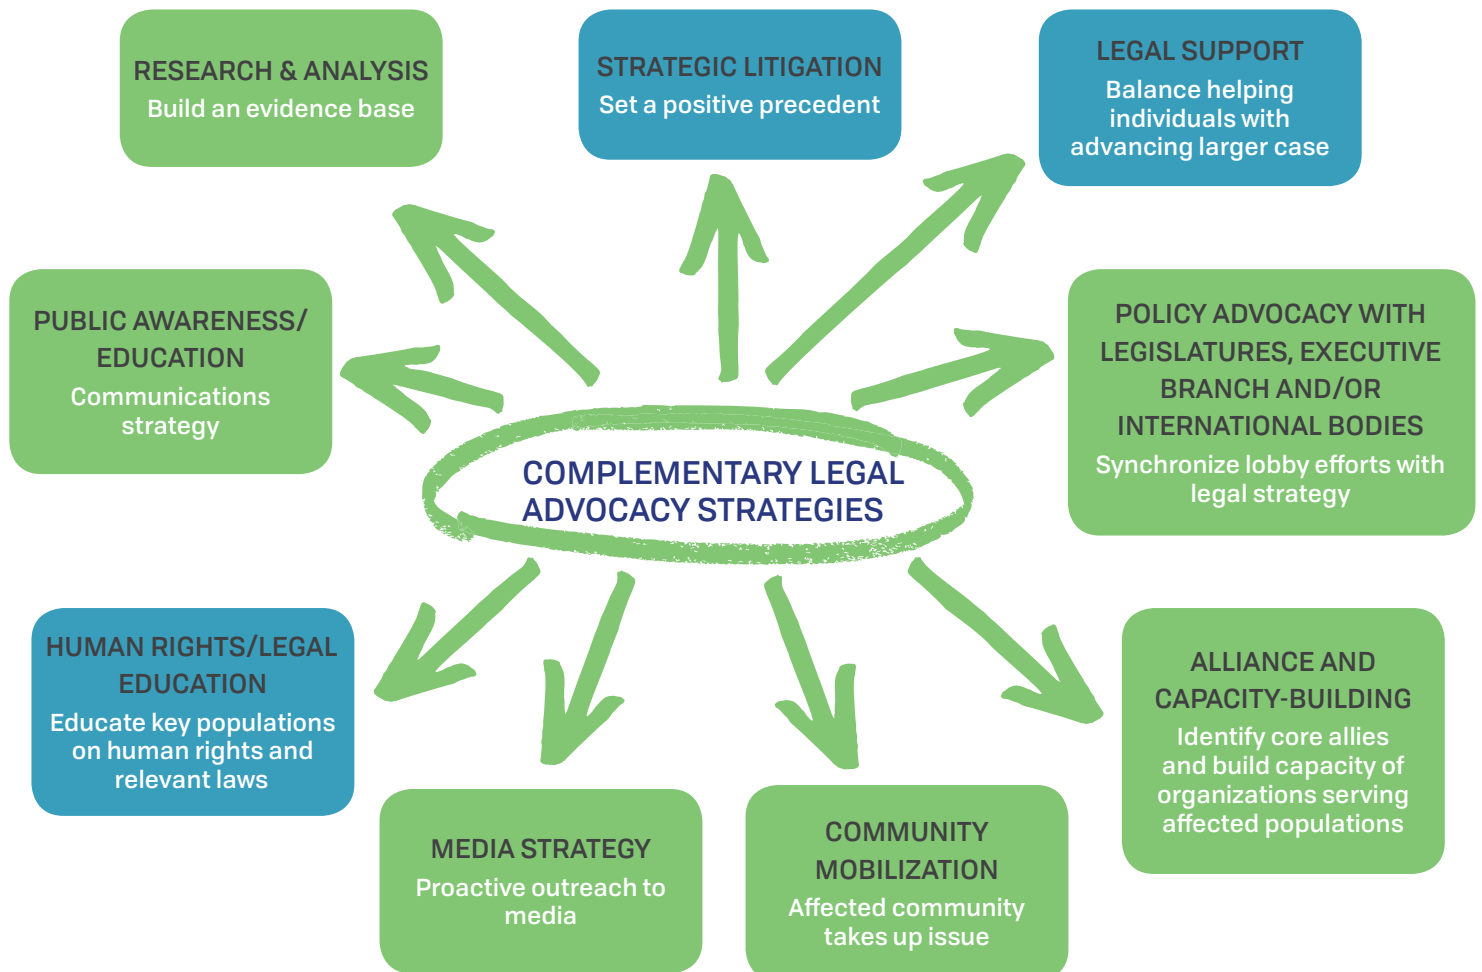 RESEARCH & ANALYSIS
Build an evidence base
STRATEGIC LITIGATION
Set a positive precedent
LEGAL SUPPORT
Balance helping
individuals with
advancing larger case
PUBLIC AWARENESS/
EDUCATION
Communications
strategy
POLICY ADVOCACY WITH
LEGISLATURES, EXECUTIVE
BRANCH AND/OR
INTERNATIONAL BODIES
Synchronize lobby efforts with
legal strategy
COMPLEMENTARY LEGAL
ADVOCACY STRATEGIES
HUMAN RIGHTS/LEGAL
EDUCATION
Educate key populations
on human rights and
relevant laws
MEDIA STRATEGY
Proactive outreach to
media
COMMUNITY
MOBILIZATION
Affected community
takes up issue
ALLIANCE AND
CAPACITY-BUILDING
Identify core allies
and build capacity of
organizations serving
affected populations